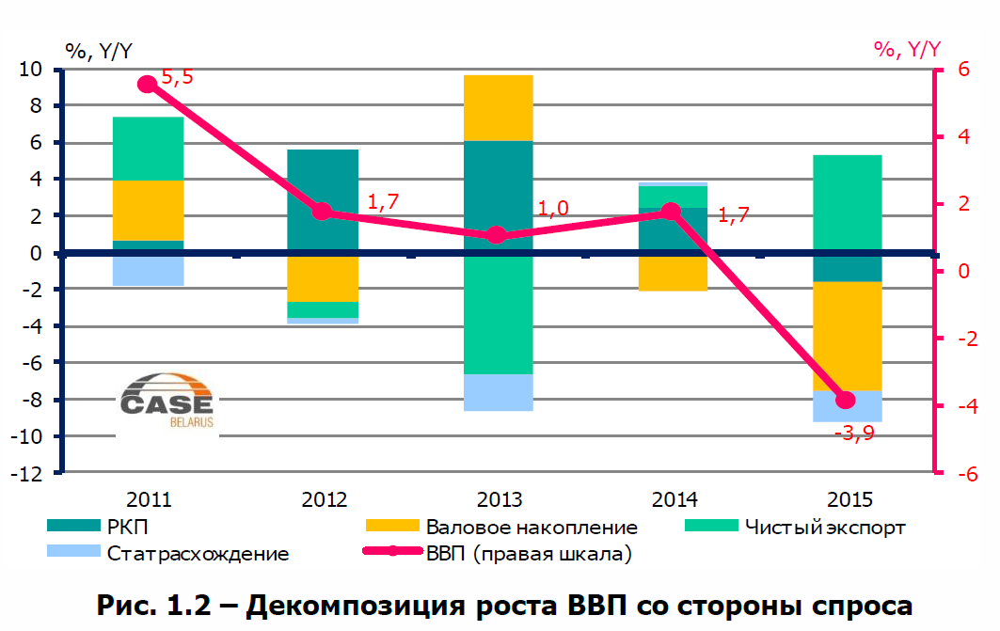 %, Y/Y %, Y/Y
10 6
8
6 4
4
2 2
0 0
-2
-4 -2
-6
-8 -4
-10
-12 -6
5,5
1,7
1,0
1,7
-3,9
CASE
BELARUS
2011 2012 2013 2014 2015
РКП Валовое накопление Чистый экспорт
Статрасхождение ВВП (правая шкала)
Рис. 1.2 – Декомпозиция роста ВВП со стороны спроса